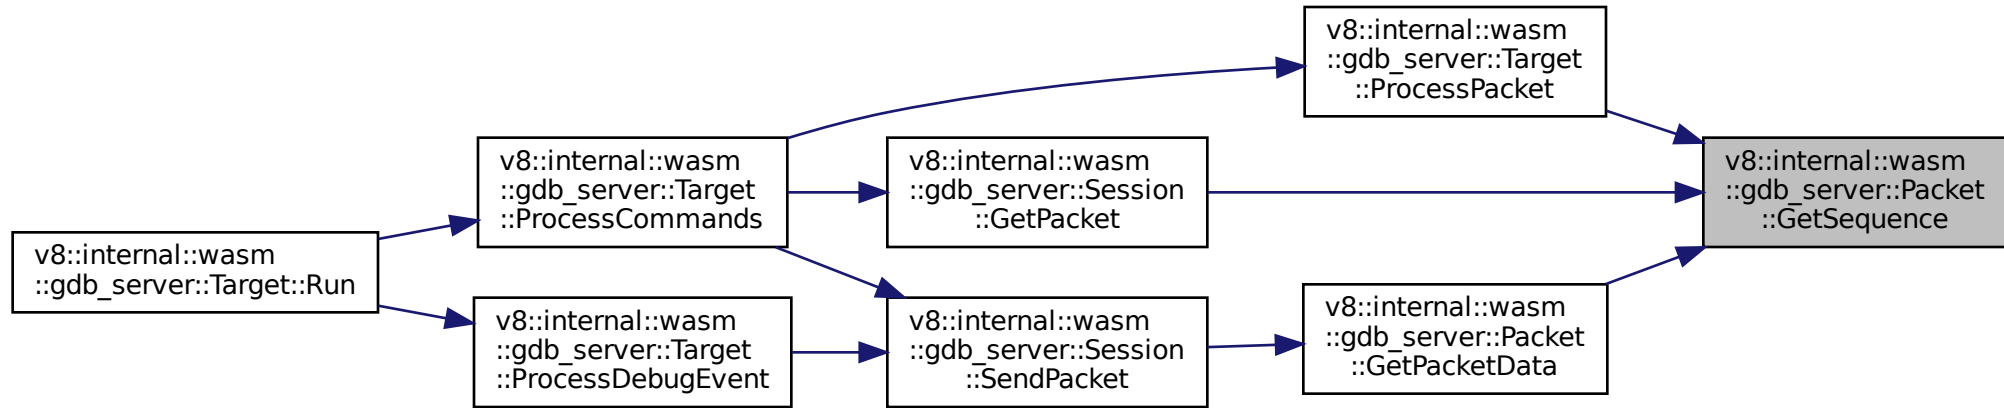 v8::internal::wasm
::gdb_server::Target::Run
v8::internal::wasm
::gdb_server::Target
::ProcessCommands
v8::internal::wasm
::gdb_server::Target
::ProcessDebugEvent
v8::internal::wasm
::gdb_server::Session
::GetPacket
v8::internal::wasm
::gdb_server::Session
::SendPacket
v8::internal::wasm
::gdb_server::Target
::ProcessPacket
v8::internal::wasm
::gdb_server::Packet
::GetPacketData
v8::internal::wasm
::gdb_server::Packet
::GetSequence